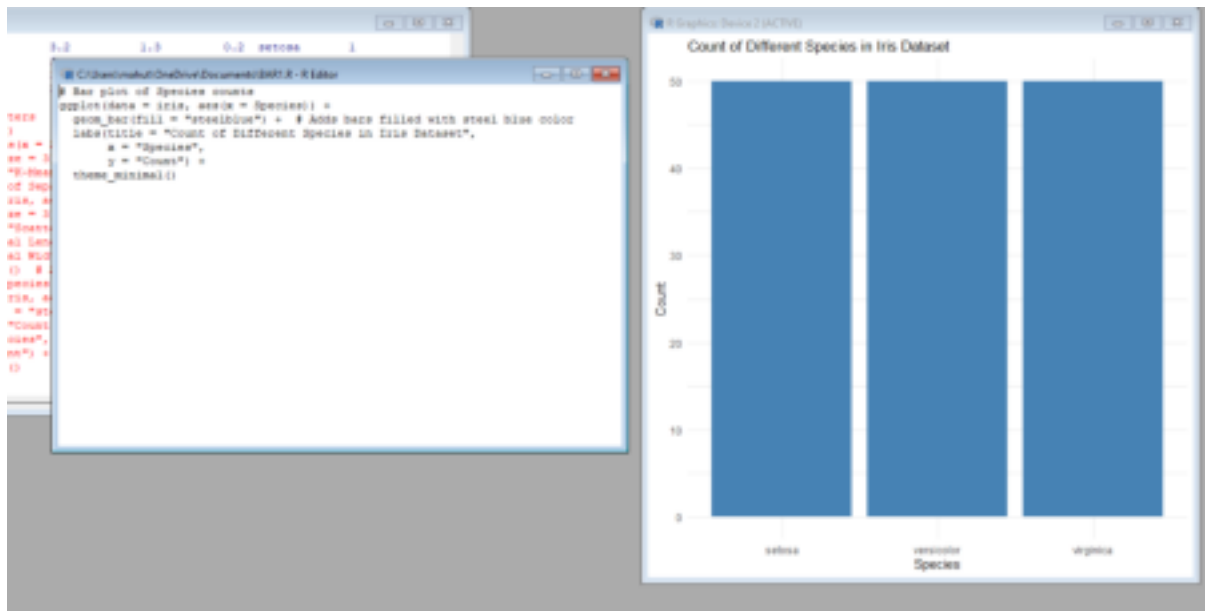 3.2 1.3 0.2 setosa 1
C:\Users\mahut\OneDrive\Documents\BAR1.R - R Editor
# Bar plot of Species counts
ggplot(data = iris, aes(x = Species)) +
geom_bar(fill = "steelblue") + # Adds bars filled with steel blue color
labs(title = "Count of Different Species in Iris Dataset",
x = "Species",
y = "Count") +
theme_minimal()
R Graphics: Device 2 (ACTIVE)
Count of Different Species in Iris Dataset
50
40
30
20
10
0
Count
setosa versicolor virginica
Species